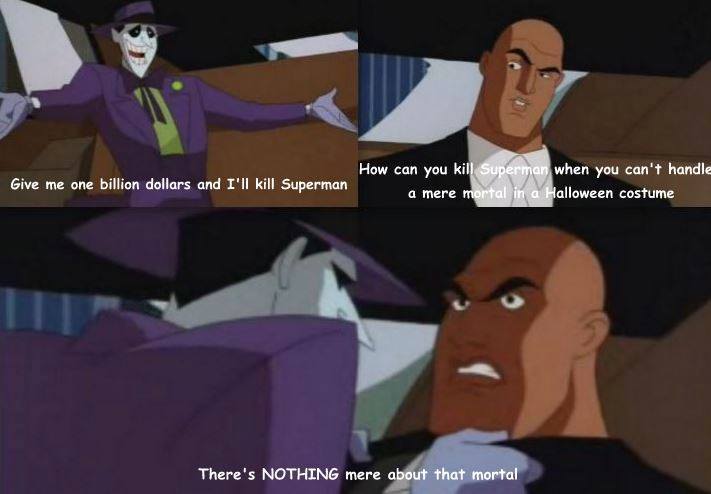 Give me one billion dollars and I'll kill Superman
How can you kill Superman when you can't handle
a mere mortal in a Halloween costume
There's NOTHING mere about that mortal